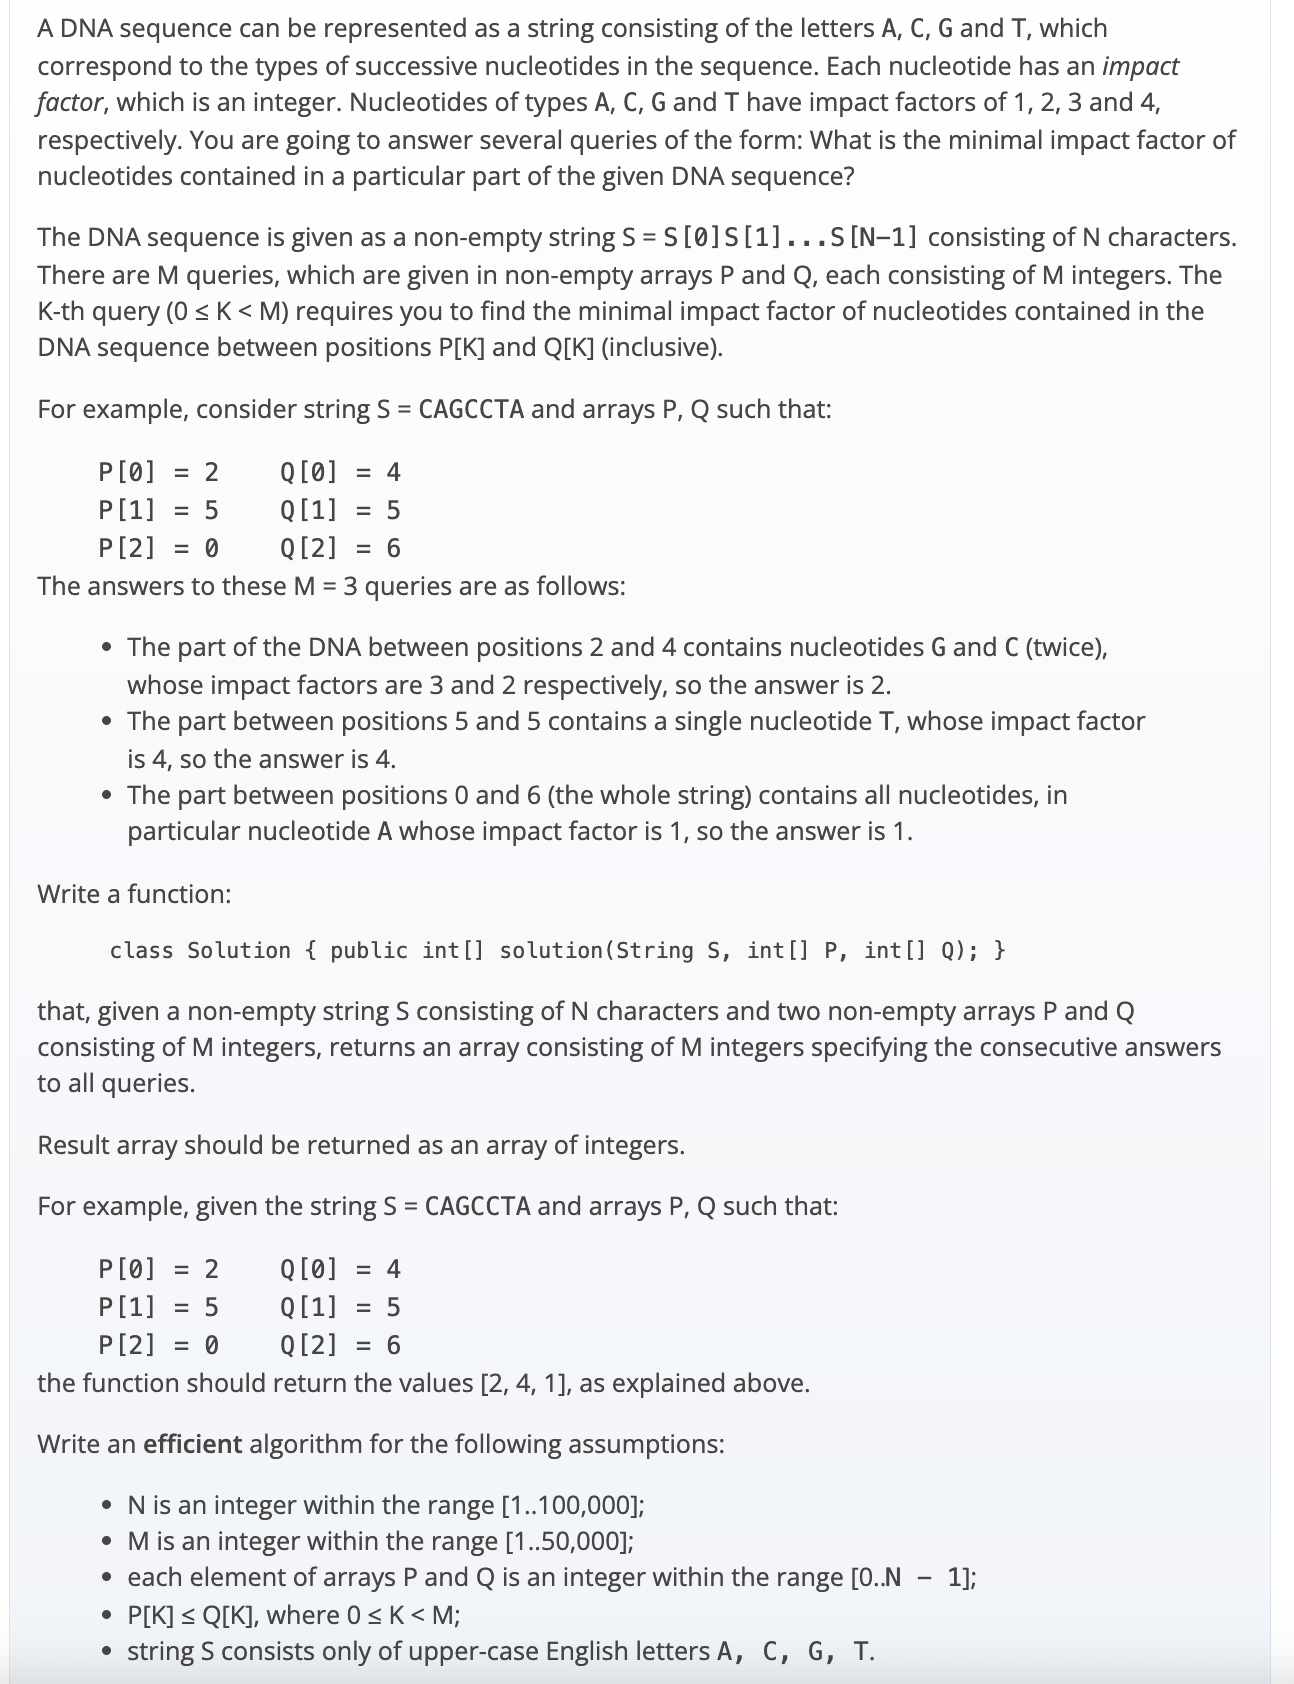 A DNA sequence can be represented as a string consisting of the letters A, C, G and T, which
correspond to the types of successive nucleotides in the sequence. Each nucleotide has an impact
factor, which is an integer. Nucleotides of types A, C, G and T have impact factors of 1, 2, 3 and 4,
respectively. You are going to answer several queries of the form: What is the minimal impact factor of
nucleotides contained in a particular part of the given DNA sequence?
The DNA sequence is given as a non-empty string S = S[0]S[1]...S[N-1] consisting of N characters.
There are M queries, which are given in non-empty arrays P and Q, each consisting of M integers. The
K-th query (0 ≤ K < M) requires you to find the minimal impact factor of nucleotides contained in the
DNA sequence between positions P[K] and Q[K] (inclusive).
For example, consider string S = CAGCCTA and arrays P, Q such that:
P[0] = 2    Q[0] = 4
P[1] = 5    Q[1] = 5
P[2] = 0    Q[2] = 6
The answers to these M = 3 queries are as follows:
• The part of the DNA between positions 2 and 4 contains nucleotides G and C (twice),
whose impact factors are 3 and 2 respectively, so the answer is 2.
• The part between positions 5 and 5 contains a single nucleotide T, whose impact factor
is 4, so the answer is 4.
• The part between positions 0 and 6 (the whole string) contains all nucleotides, in
particular nucleotide A whose impact factor is 1, so the answer is 1.
Write a function:
class Solution { public int[] solution(String S, int[] P, int[] Q); }
that, given a non-empty string S consisting of N characters and two non-empty arrays P and Q
consisting of M integers, returns an array consisting of M integers specifying the consecutive answers
to all queries.
Result array should be returned as an array of integers.
For example, given the string S = CAGCCTA and arrays P, Q such that:
P[0] = 2    Q[0] = 4
P[1] = 5    Q[1] = 5
P[2] = 0    Q[2] = 6
the function should return the values [2, 4, 1], as explained above.
Write an efficient algorithm for the following assumptions:
• N is an integer within the range [1..100,000];
• M is an integer within the range [1..50,000];
• each element of arrays P and Q is an integer within the range [0..N - 1];
• P[K] ≤ Q[K], where 0 ≤ K < M;
• string S consists only of upper-case English letters A, C, G, T.